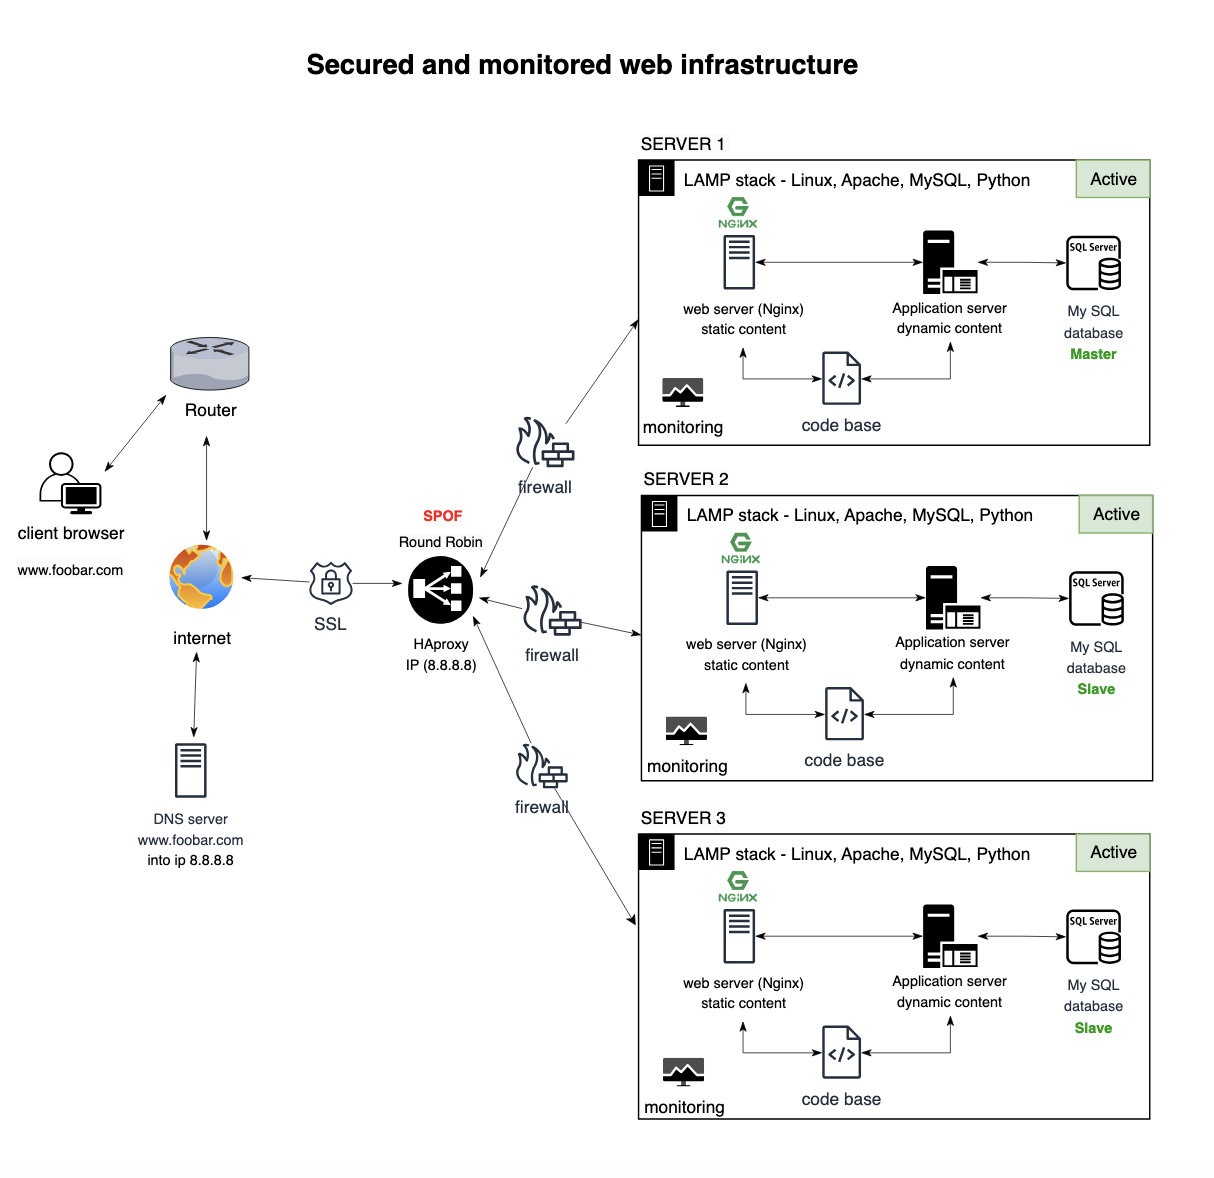 Secured and monitored web infrastructure
SERVER 1
LAMP stack - Linux, Apache, MySQL, Python
Active
NGINX
SQL Server
web server (Nginx)
static content
Application server
dynamic content
My SQL
database
Master
monitoring
code base
Router
client browser
www.foobar.com
internet
SSL
SPOF
Round Robin
HAproxy
IP (8.8.8.8)
firewall
firewall
firewall
DNS server
www.foobar.com
into ip 8.8.8.8
SERVER 2
LAMP stack - Linux, Apache, MySQL, Python
Active
NGINX
SQL Server
web server (Nginx)
static content
Application server
dynamic content
My SQL
database
Slave
monitoring
code base
SERVER 3
LAMP stack - Linux, Apache, MySQL, Python
Active
NGINX
SQL Server
web server (Nginx)
static content
Application server
dynamic content
My SQL
database
Slave
monitoring
code base